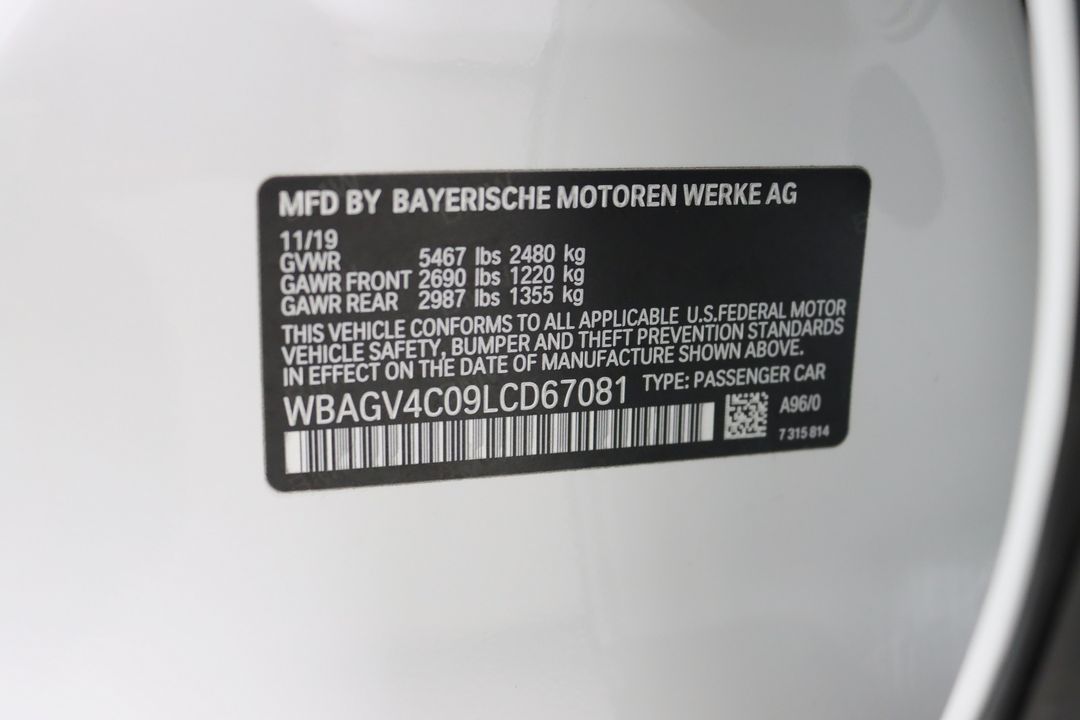 MFD BY BAYERISCHE MOTOREN WERKE AG
11/19
GVWR 5467 lbs 2480 kg
GAWR FRONT 2690 lbs 1220 kg
GAWR REAR 2987 lbs 1355 kg
THIS VEHICLE CONFORMS TO ALL APPLICABLE U.S.FEDERAL MOTOR
VEHICLE SAFETY, BUMPER AND THEFT PREVENTION STANDARDS
IN EFFECT ON THE DATE OF MANUFACTURE SHOWN ABOVE.
WBAGV4C09LCD67081 TYPE: PASSENGER CAR
A96/0
7 315 814